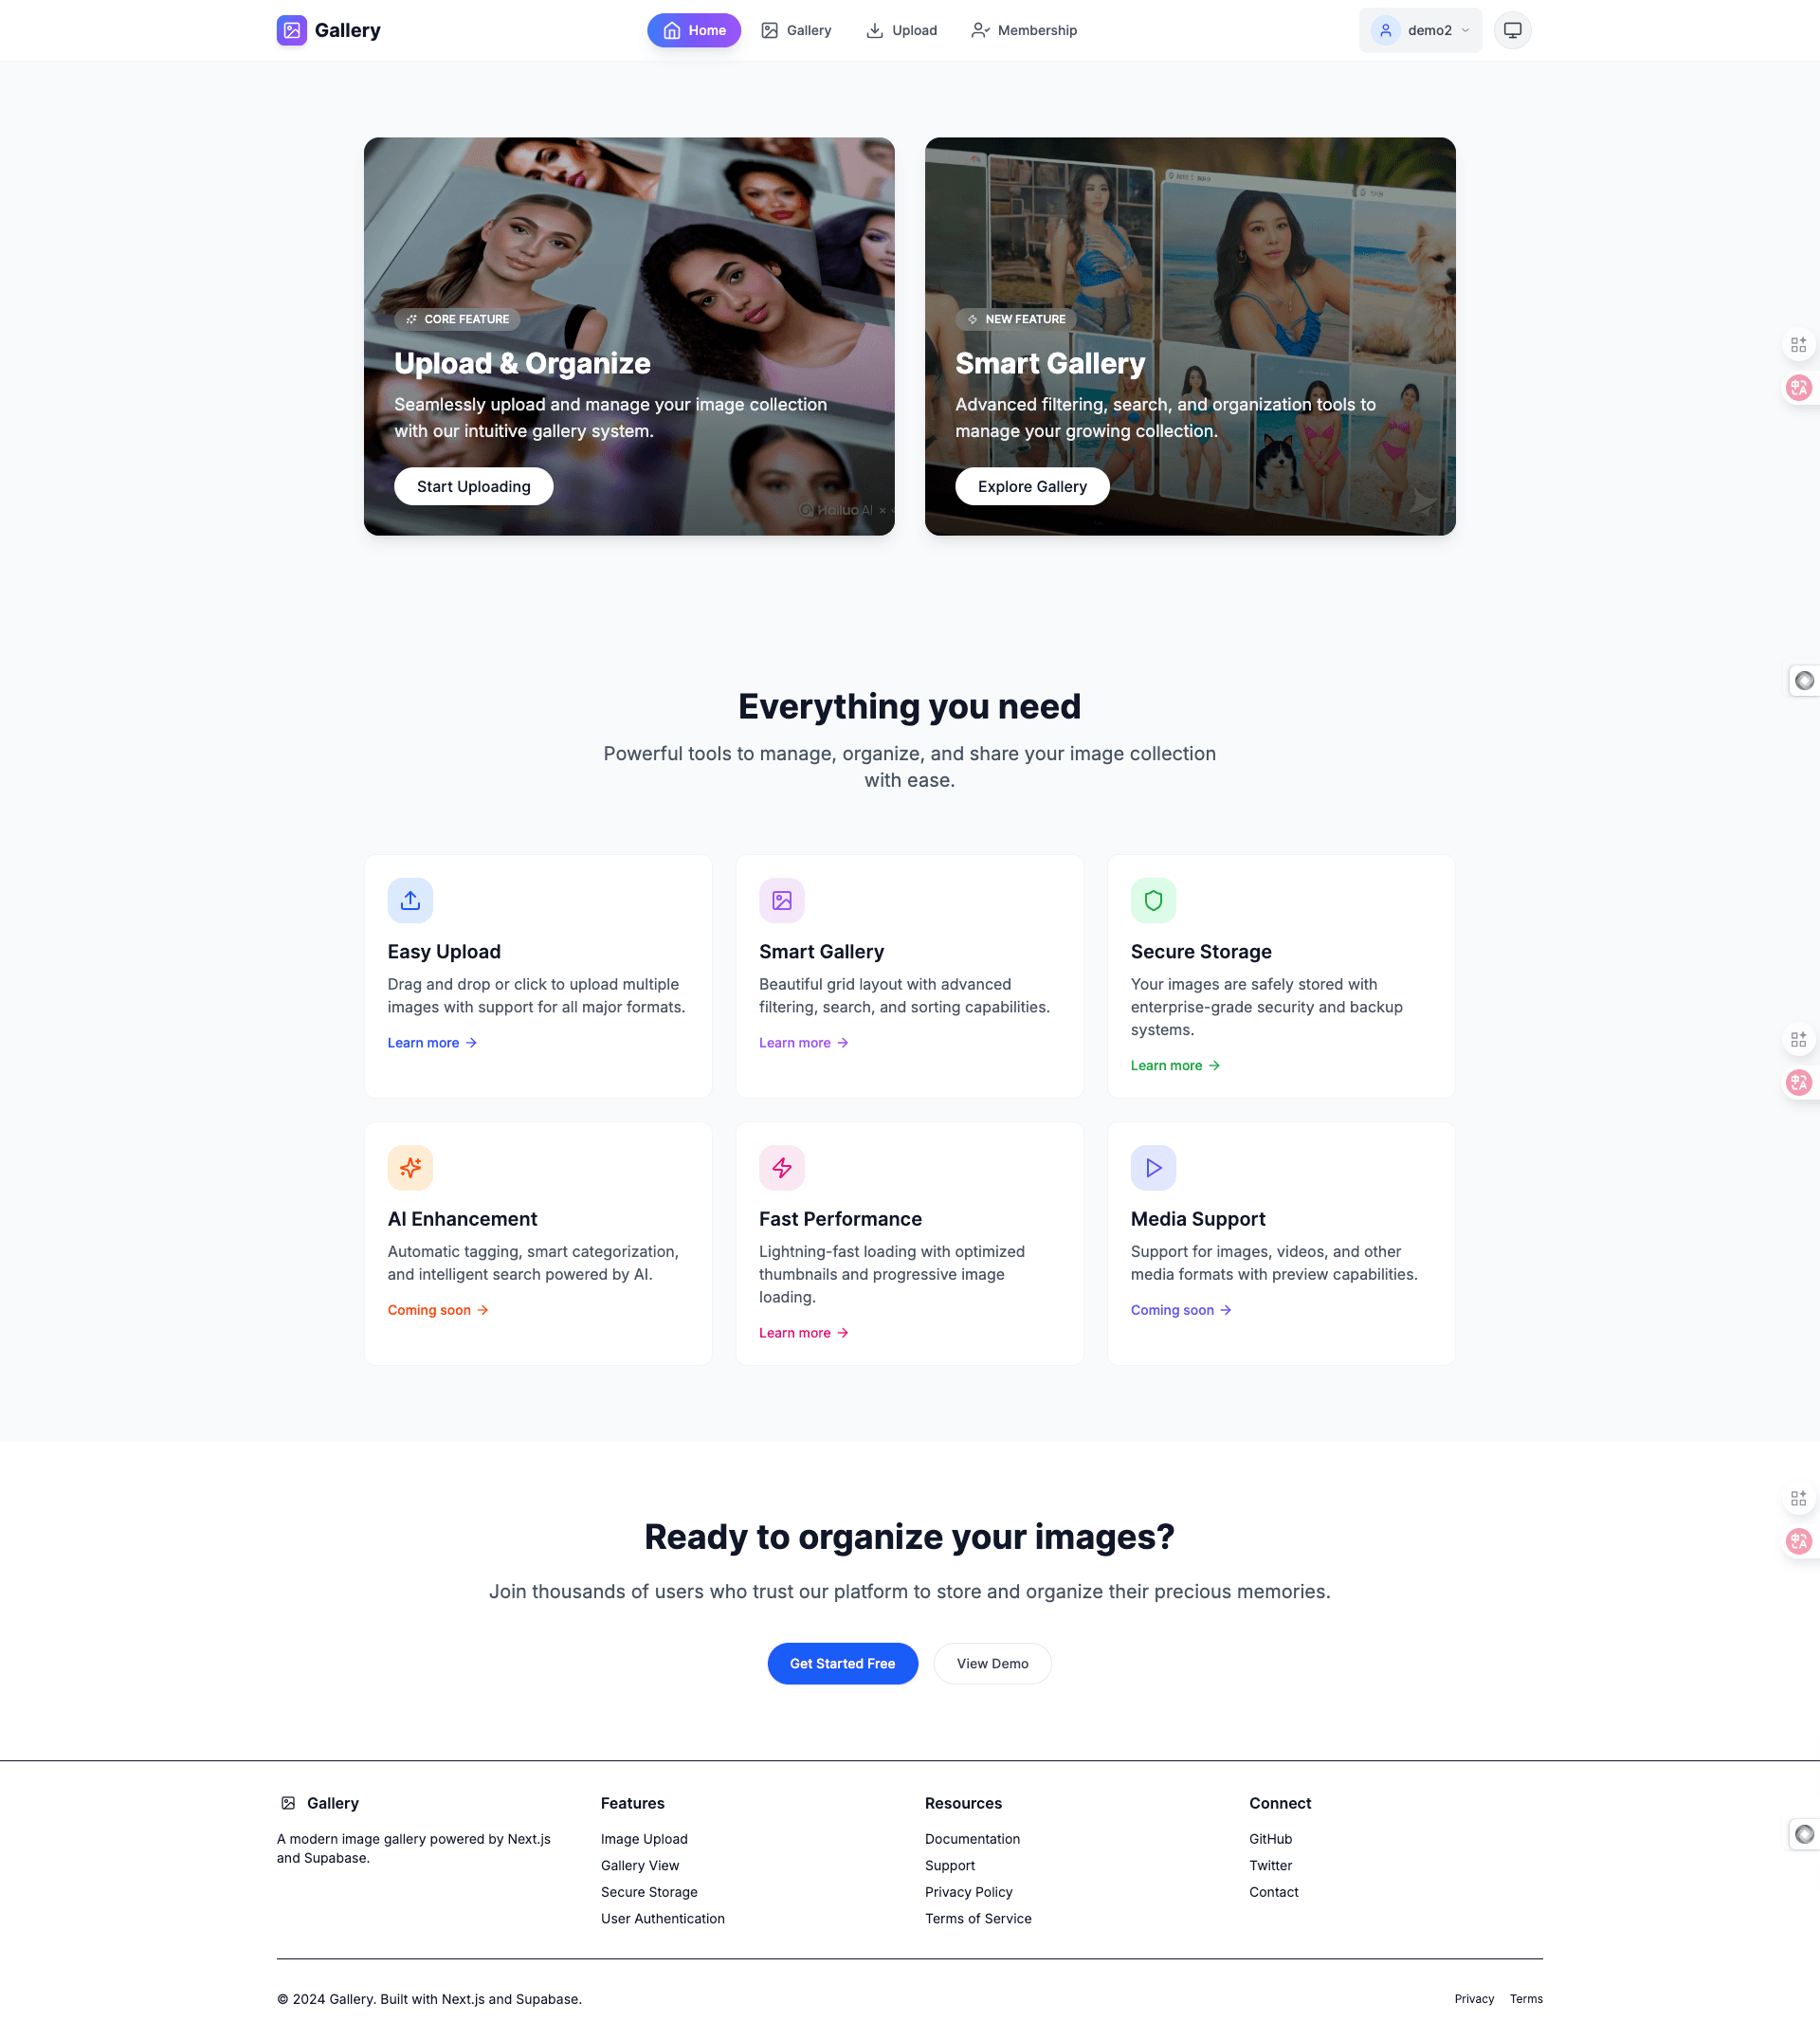 Gallery
Home
Gallery
Upload
Membership
demo2
CORE FEATURE
Upload & Organize
Seamlessly upload and manage your image collection
with our intuitive gallery system.
Start Uploading
Hailuo AI ×
NEW FEATURE
Smart Gallery
Advanced filtering, search, and organization tools to
manage your growing collection.
Explore Gallery
Everything you need
Powerful tools to manage, organize, and share your image collection
with ease.
Easy Upload
Drag and drop or click to upload multiple
images with support for all major formats.
Learn more
Smart Gallery
Beautiful grid layout with advanced
filtering, search, and sorting capabilities.
Learn more
Secure Storage
Your images are safely stored with
enterprise-grade security and backup
systems.
Learn more
AI Enhancement
Automatic tagging, smart categorization,
and intelligent search powered by AI.
Coming soon
Fast Performance
Lightning-fast loading with optimized
thumbnails and progressive image
loading.
Learn more
Media Support
Support for images, videos, and other
media formats with preview capabilities.
Coming soon
Ready to organize your images?
Join thousands of users who trust our platform to store and organize their precious memories.
Get Started Free
View Demo
Gallery
A modern image gallery powered by Next.js
and Supabase.
Features
Image Upload
Gallery View
Secure Storage
User Authentication
Resources
Documentation
Support
Privacy Policy
Terms of Service
Connect
GitHub
Twitter
Contact
© 2024 Gallery. Built with Next.js and Supabase.
Privacy
Terms